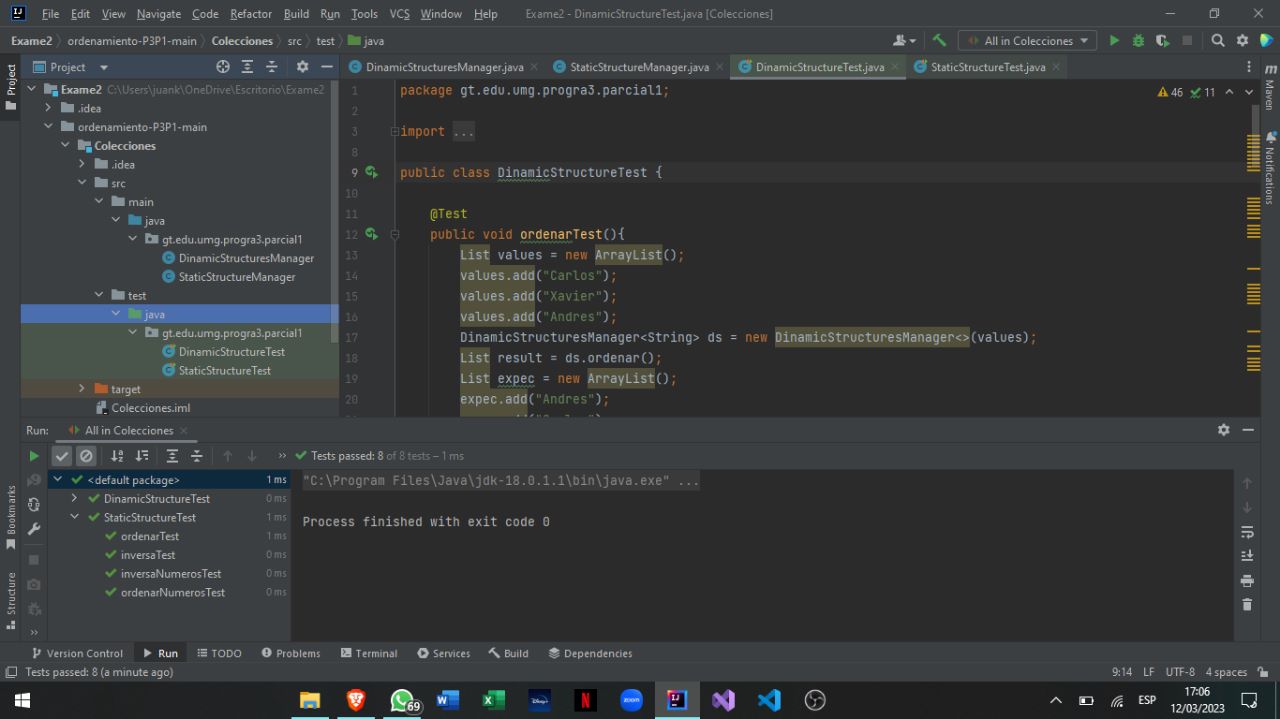 File Edit View Navigate Code Refactor Build Run Tools VCS Window Help Exame2 - DinamicStructureTest.java [Colecciones]
Exame2 ordenamiento-P3P1-main Colecciones src test java All in Colecciones
Project DinamicStructuresManager.java StaticStructureManager.java DinamicStructureTest.java StaticStructureTest.java
Project
Maven
Notifications
Bookmarks
Structure
Exame2 C:\Users\juank\OneDrive\Escritorio\Exame2
.idea
ordenamiento-P3P1-main
Colecciones
.idea
src
main
java
gt.edu.umg.progra3.parcial1
DinamicStructuresManager
StaticStructureManager
test
java
gt.edu.umg.progra3.parcial1
DinamicStructureTest
StaticStructureTest
target
Colecciones.iml
46 11
1 package gt.edu.umg.progra3.parcial1;
2
3 import ...
8
9 public class DinamicStructureTest {
10
11 @Test
12 public void ordenarTest(){
13 List values = new ArrayList();
14 values.add("Carlos");
15 values.add("Xavier");
16 values.add("Andres");
17 DinamicStructuresManager<String> ds = new DinamicStructuresManager<>(values);
18 List result = ds.ordenar();
19 List expec = new ArrayList();
20 expec.add("Andres");
Run: All in Colecciones
Tests passed: 8 of 8 tests – 1 ms
<default package> 1 ms
DinamicStructureTest 0 ms
StaticStructureTest 1 ms
ordenarTest 1 ms
inversaTest 0 ms
inversaNumerosTest 0 ms
ordenarNumerosTest 0 ms
"C:\Program Files\Java\jdk-18.0.1.1\bin\java.exe" ...
Process finished with exit code 0
Version Control Run TODO Problems Terminal Services Build Dependencies
Tests passed: 8 (a minute ago) 9:14 LF UTF-8 4 spaces
69 Disney+ N zoom ESP 17:06
12/03/2023